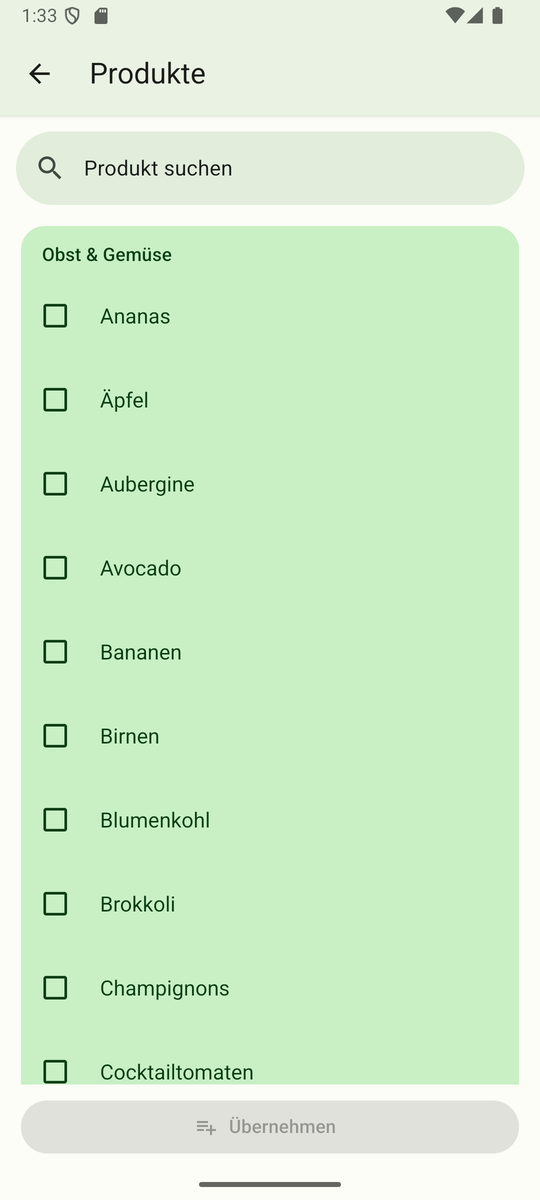 1:33
Produkte
Produkt suchen
Obst & Gemüse
Ananas
Äpfel
Aubergine
Avocado
Bananen
Birnen
Blumenkohl
Brokkoli
Champignons
Cocktailtomaten
Übernehmen